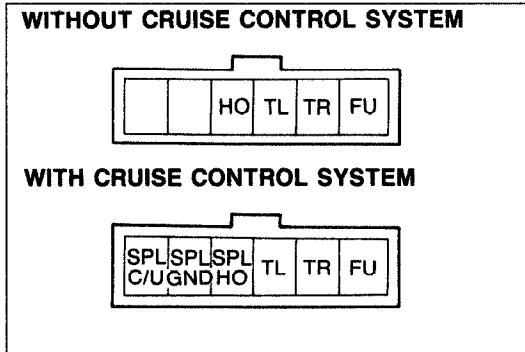 WITHOUT CRUISE CONTROL SYSTEM
HO TL TR FU
WITH CRUISE CONTROL SYSTEM
SPL SPL SPL
C/U GND HO TL TR FU